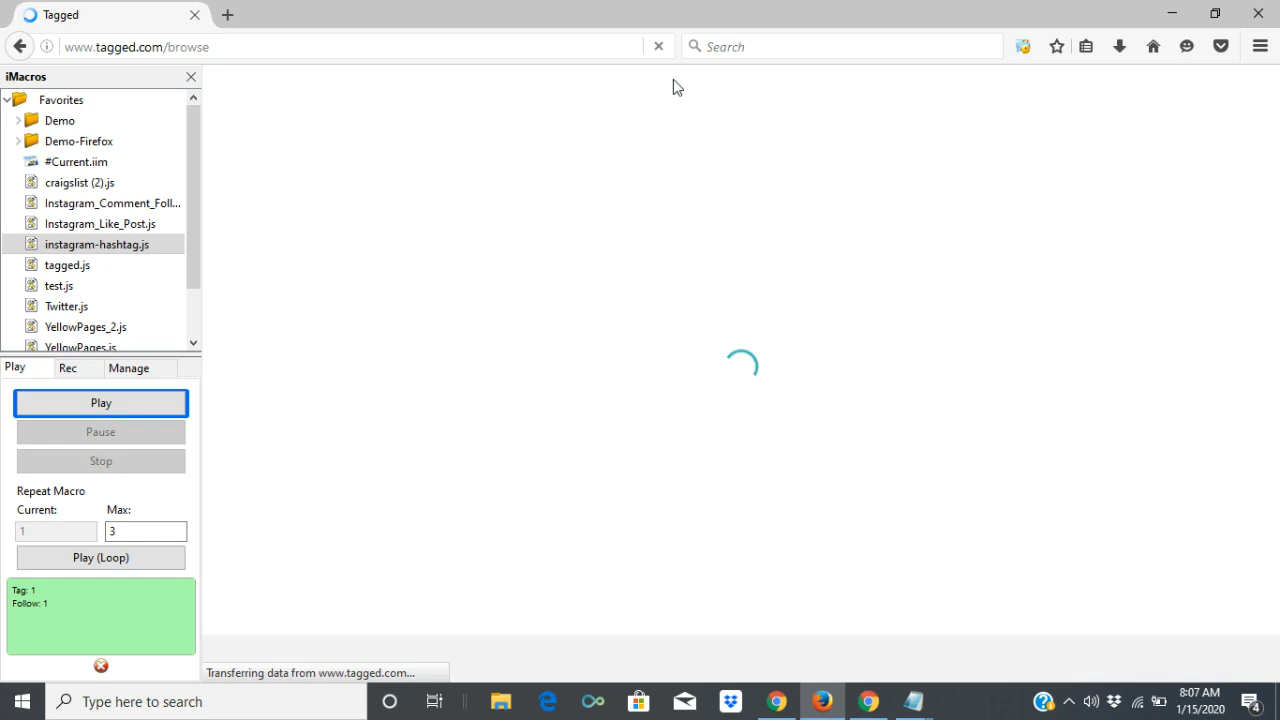 Tagged
www.tagged.com/browse
Search
iMacros
Favorites
Demo
Demo-Firefox
#Current.iim
craigslist (2).js
Instagram_Comment_Foll...
Instagram_Like_Post.js
instagram-hashtag.js
tagged.js
test.js
Twitter.js
YellowPages_2.js
YellowPages.js
Play
Rec
Manage
Play
Pause
Stop
Repeat Macro
Current:
Max:
1
3
Play (Loop)
Tag: 1
Follow: 1
Transferring data from www.tagged.com...
Type here to search
8:07 AM
1/15/2020
4